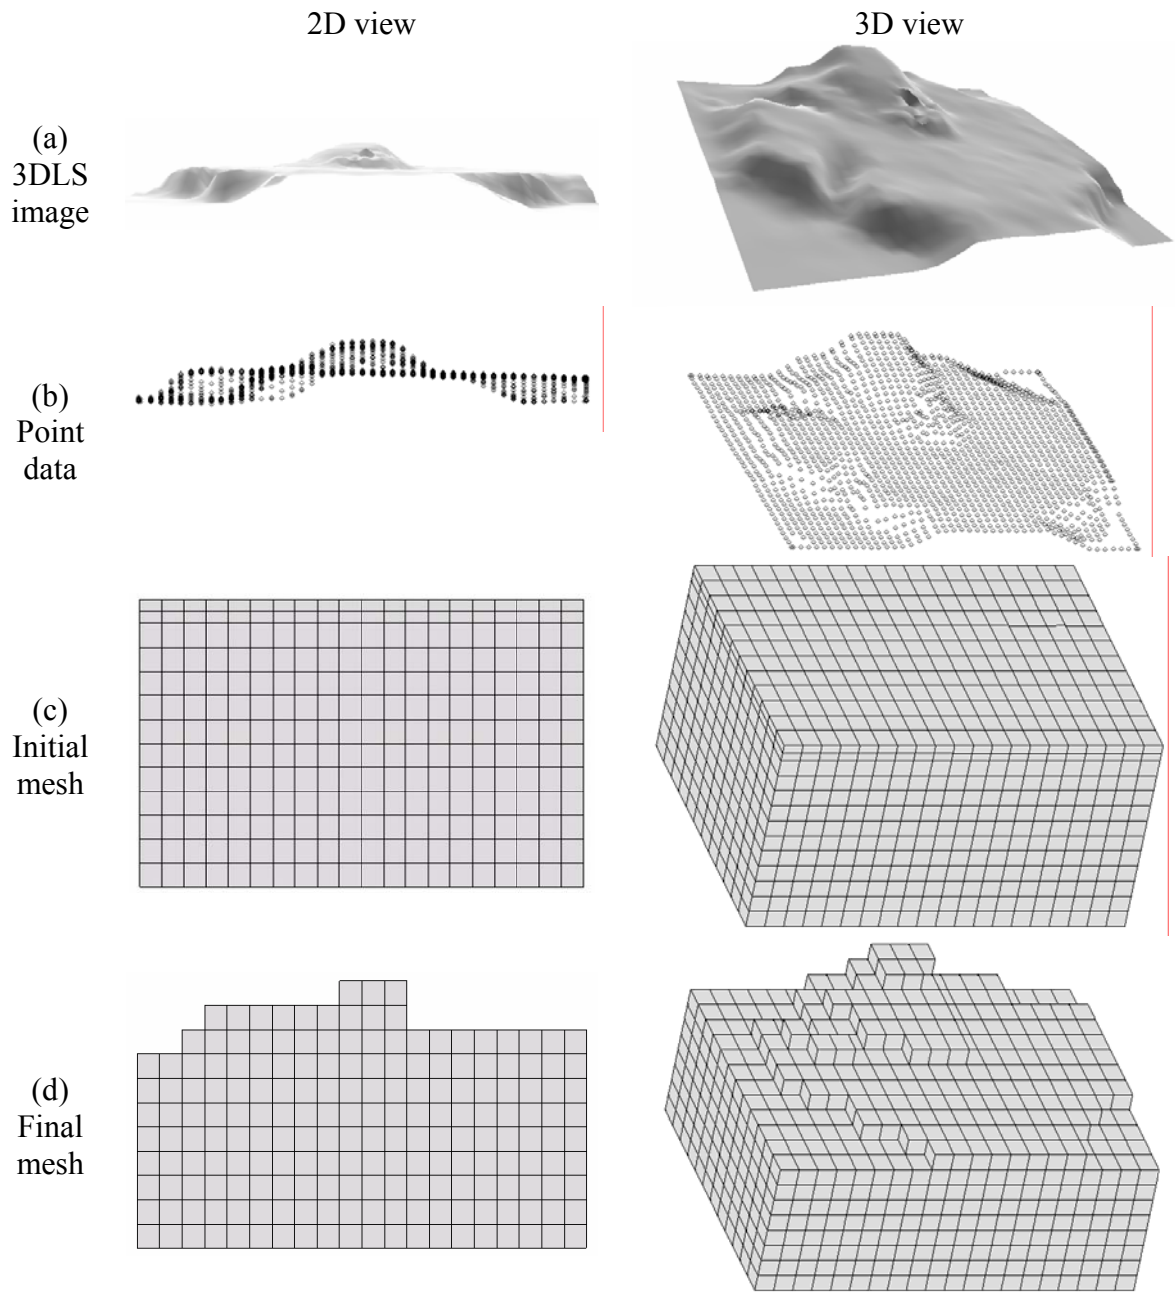 2D view
3D view
(a)
3DLS
image
(b)
Point
data
(c)
Initial
mesh
(d)
Final
mesh